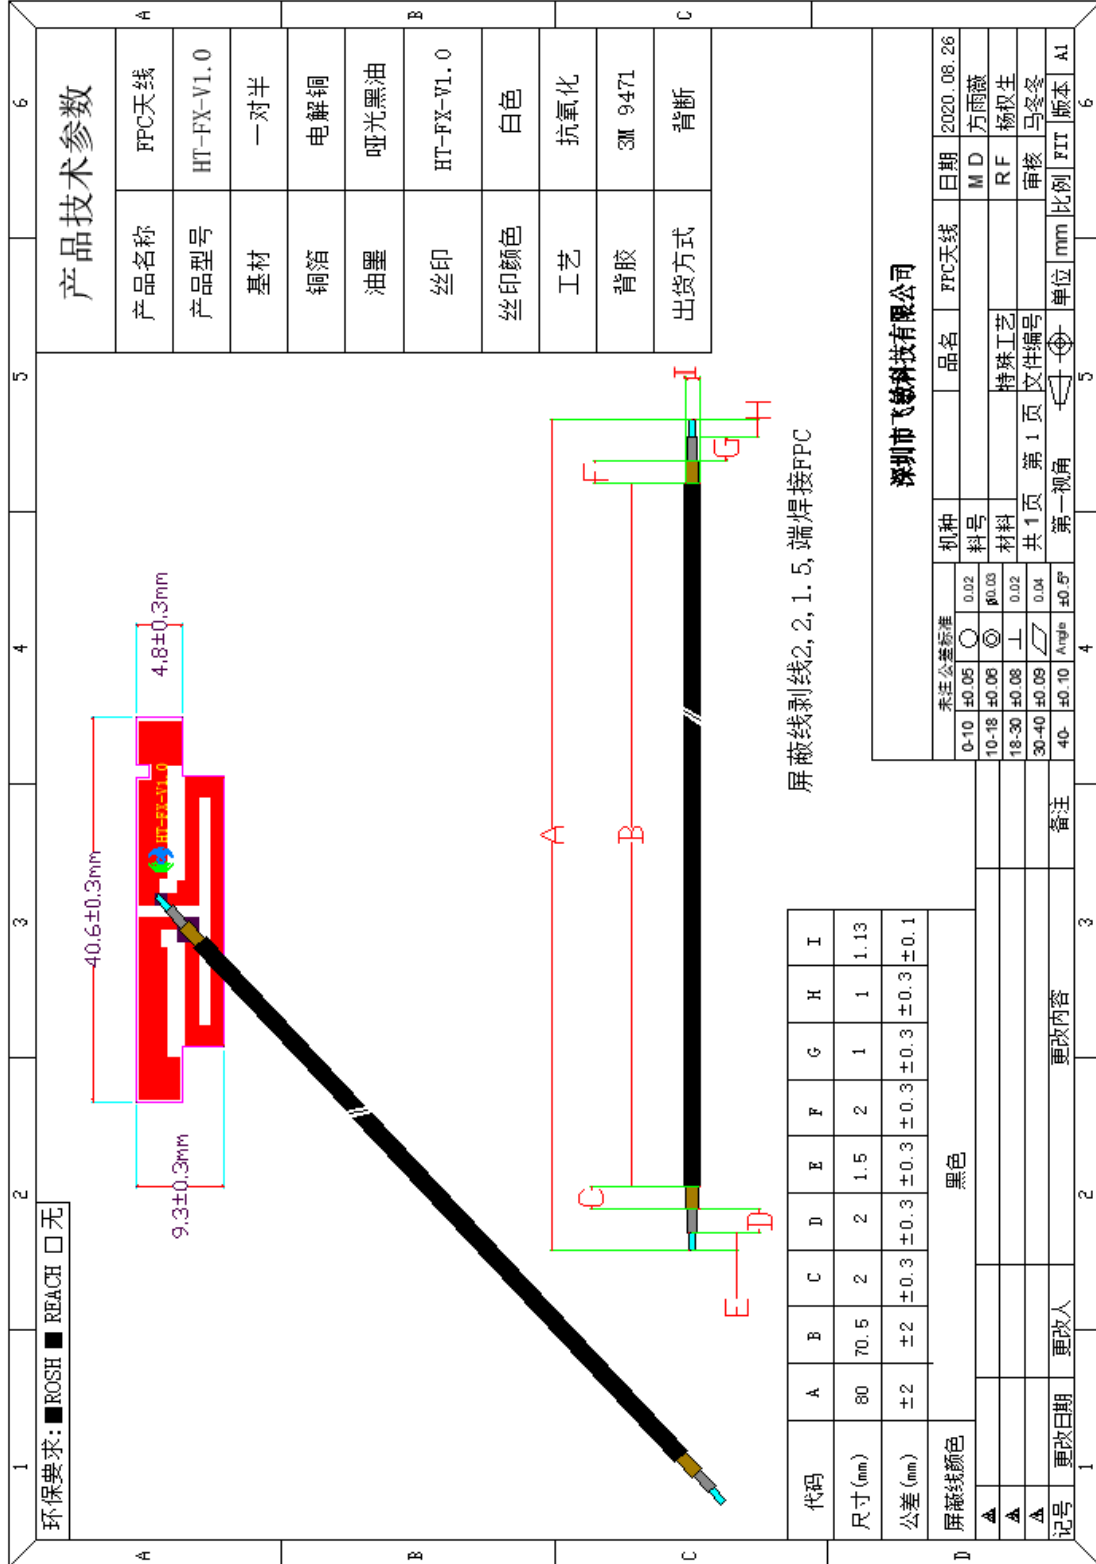 1 2 3 4 5 6
A
B
C
D
A
B
C
环保要求: ■ROSH ■ REACH □ 无
40.6±0.3mm
4.8±0.3mm
9.3±0.3mm
HT-FX-V1.0
产品技术参数
产品名称 FPC天线
产品型号 HT-FX-V1.0
基材 一对半
铜箔 电解铜
油墨 哑光黑油
丝印 HT-FX-V1.0
丝印颜色 白色
工艺 抗氧化
背胶 3M 9471
出货方式 背断
A
B
C
D
E
F
G
H
I
屏蔽线剥线2,2,1.5,端焊接FPC
代码 A B C D E F G H I
尺寸(mm) 80 70.5 2 2 1.5 2 1 1 1.13
公差(mm) ±2 ±2 ±0.3 ±0.3 ±0.3 ±0.3 ±0.3 ±0.3 ±0.1
屏蔽线颜色 黑色
记号 更改日期 更改人 更改内容 备注
深圳市飞敏科技有限公司
未注公差标准
0-10 ±0.05 0.02
10-18 ±0.06 ϕ0.03
18-30 ±0.08 0.02
30-40 ±0.09 0.04
40- ±0.10 Angle ±0.5°
机种 品名 FPC天线 日期 2020.08.26
料号 M D 方雨薇
材料 特殊工艺 R F 杨权生
共 1 页 第 1 页 文件编号 审核 马冬冬
第一视角 单位 mm 比例 FIT 版本 A1
1 2 3 4 5 6